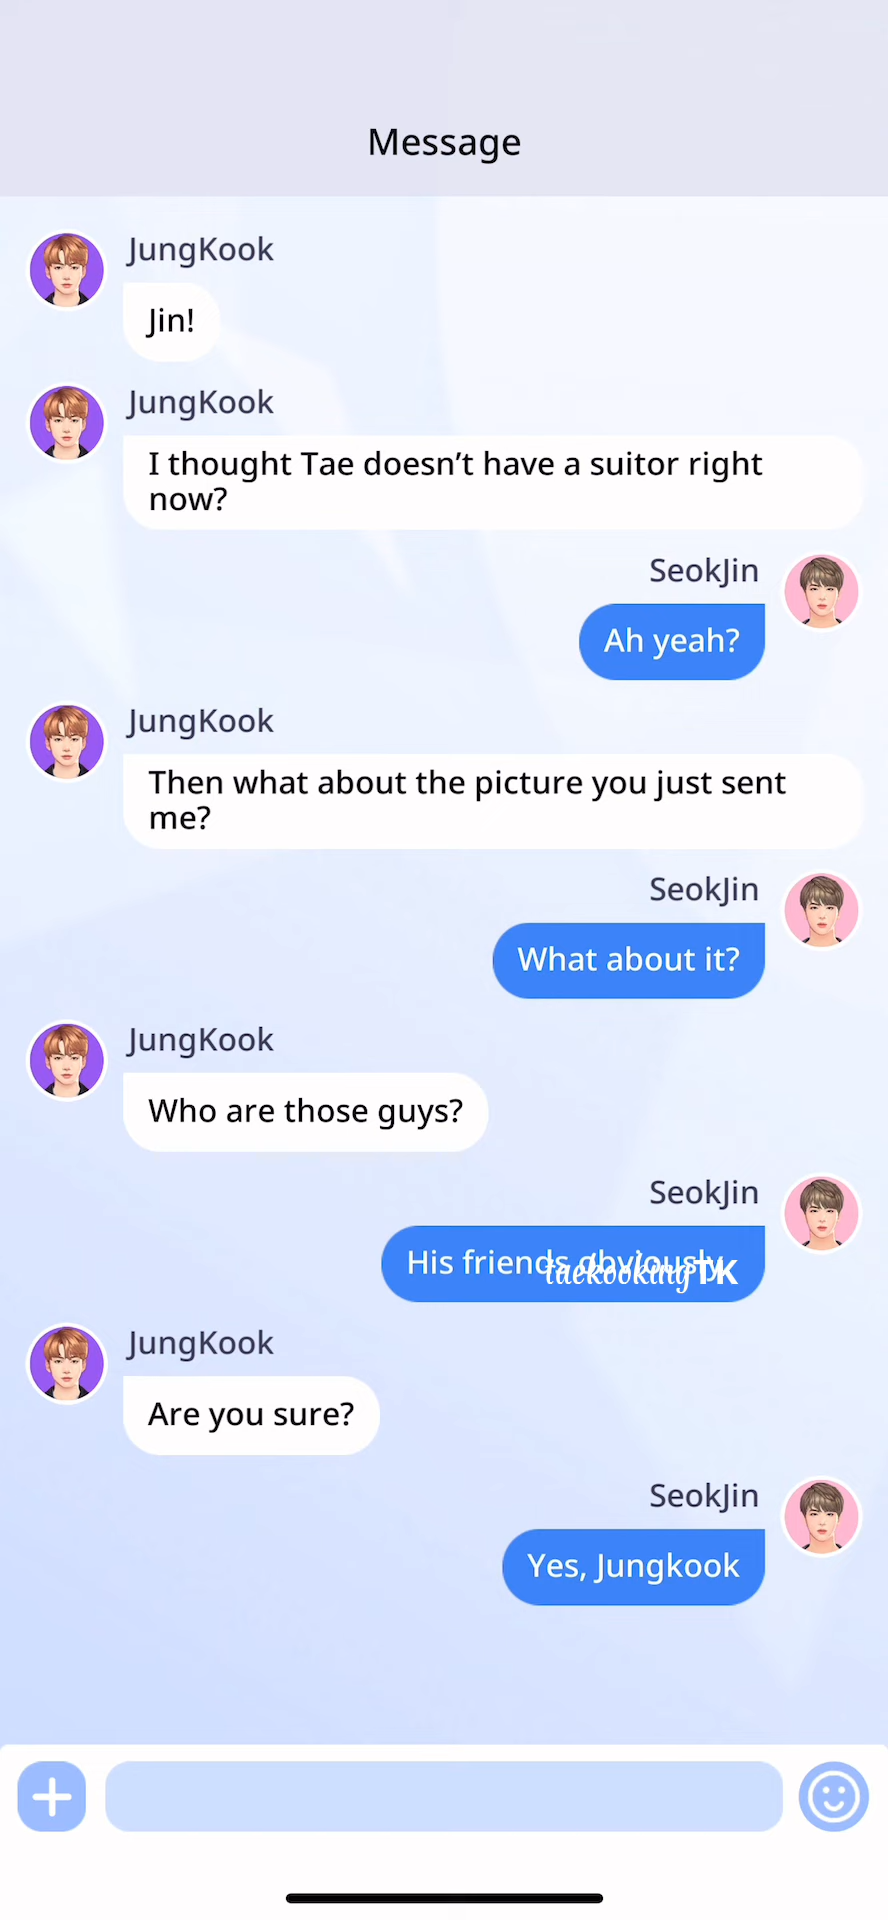 Message
JungKook
Jin!
JungKook
I thought Tae doesn’t have a suitor right
now?
SeokJin
Ah yeah?
JungKook
Then what about the picture you just sent
me?
SeokJin
What about it?
JungKook
Who are those guys?
SeokJin
His friends obviously
taekookingTK
JungKook
Are you sure?
SeokJin
Yes, Jungkook